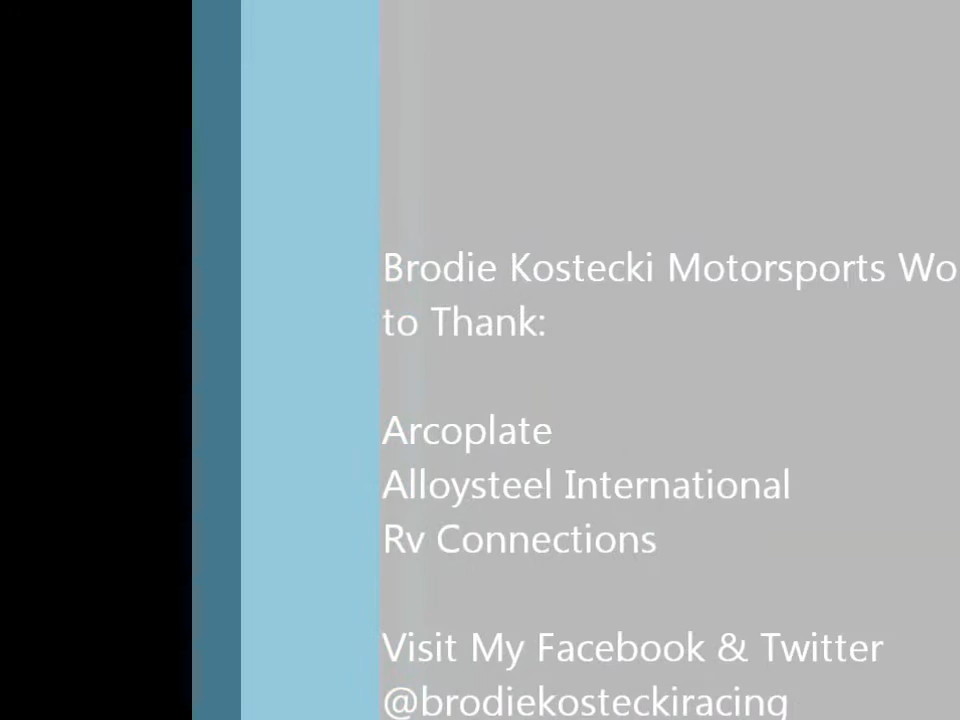 Brodie Kostecki Motorsports Wo
to Thank:
Arcoplate
Alloysteel International
Rv Connections
Visit My Facebook & Twitter
@brodiekosteckiracing